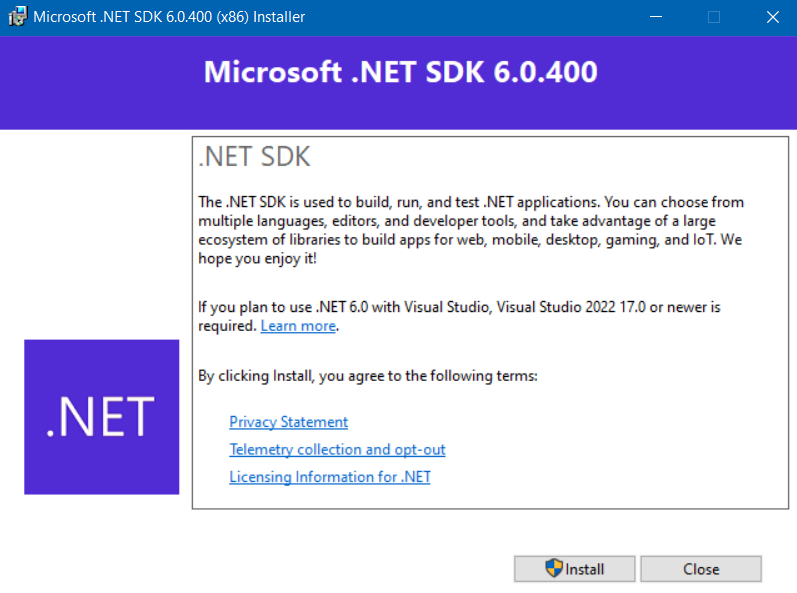 Microsoft .NET SDK 6.0.400 (x86) Installer
Microsoft .NET SDK 6.0.400
.NET SDK
The .NET SDK is used to build, run, and test .NET applications. You can choose from
multiple languages, editors, and developer tools, and take advantage of a large
ecosystem of libraries to build apps for web, mobile, desktop, gaming, and IoT. We
hope you enjoy it!
If you plan to use .NET 6.0 with Visual Studio, Visual Studio 2022 17.0 or newer is
required. Learn more.
By clicking Install, you agree to the following terms:
Privacy Statement
Telemetry collection and opt-out
Licensing Information for .NET
.NET
Install
Close